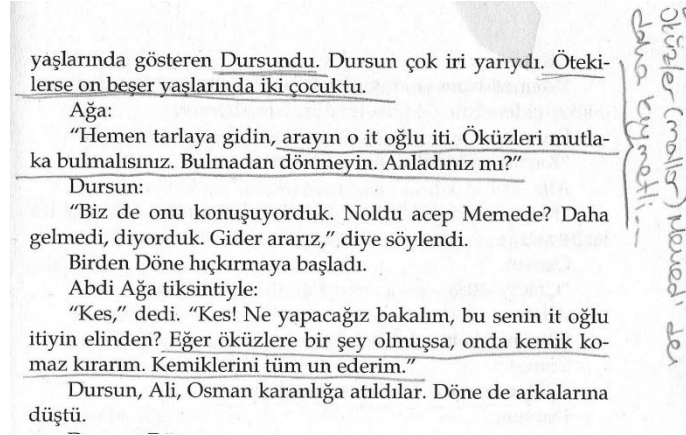 yaşlarında gösteren Dursundu. Dursun çok iri yarıydı. Öteki-
lerse on beşer yaşlarında iki çocuktu.
Ağa:
"Hemen tarlaya gidin, arayın o it oğlu iti. Öküzleri mutla-
ka bulmalısınız. Bulmadan dönmeyin. Anladınız mı?"
Dursun:
"Biz de onu konuşuyorduk. Noldu acep Memede? Daha
gelmedi, diyorduk. Gider ararız," diye söylendi.
Birden Döne hıçkırmaya başladı.
Abdi Ağa tiksintiyle:
"Kes," dedi. "Kes! Ne yapacağız bakalım, bu senin it oğlu
itiyin elinden? Eğer öküzlere bir şey olmuşsa, onda kemik ko-
maz kırarım. Kemiklerini tüm un ederim."
Dursun, Ali, Osman karanlığa atıldılar. Döne de arkalarına
düştü.
Öküzler (mallar) Memed'den
daha kıymetli...